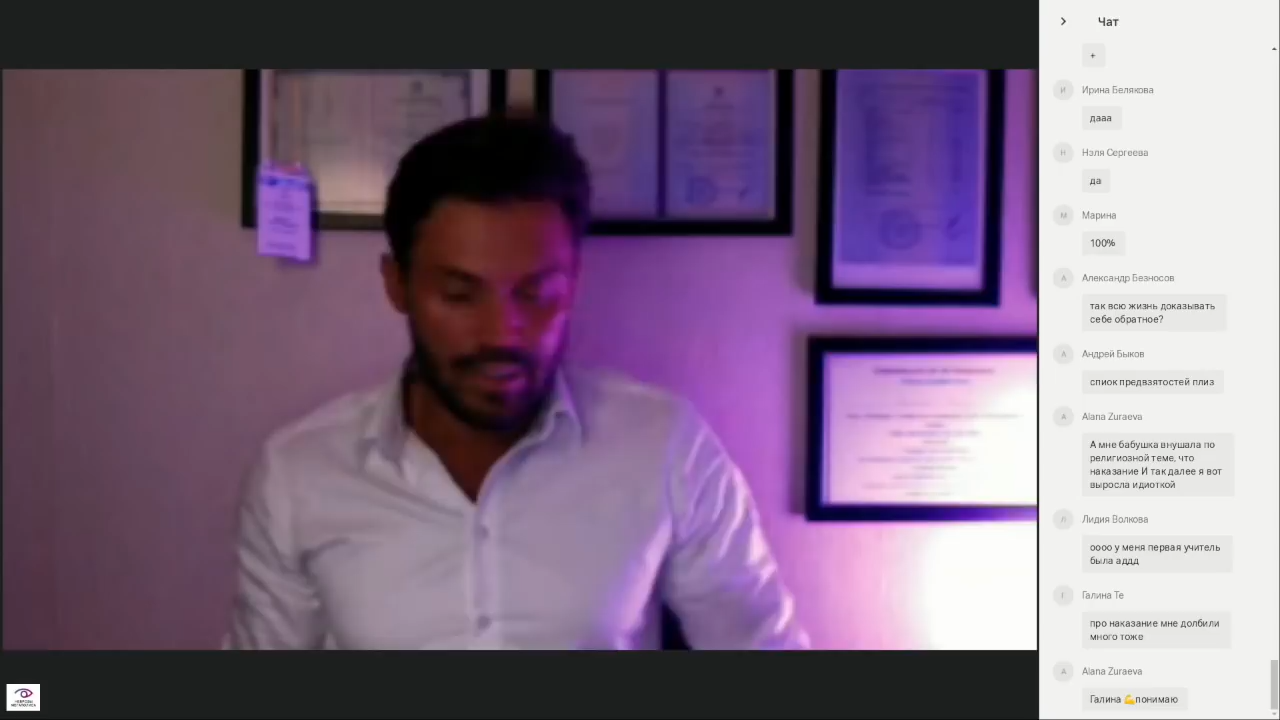 Чат
+
Ирина Белякова
дааа
Нэля Сергеева
да
Марина
100%
Александр Безносов
так всю жизнь доказывать
себе обратное?
Андрей Быков
спиок предвзятостей плиз
Alana Zuraeva
А мне бабушка внушала по
религиозной теме, что
наказание И так далее я вот
выросла идиоткой
Лидия Волкова
оооо у меня первая учитель
была аддд
Галина Те
про наказание мне долбили
много тоже
Alana Zuraeva
Галина 💪понимаю